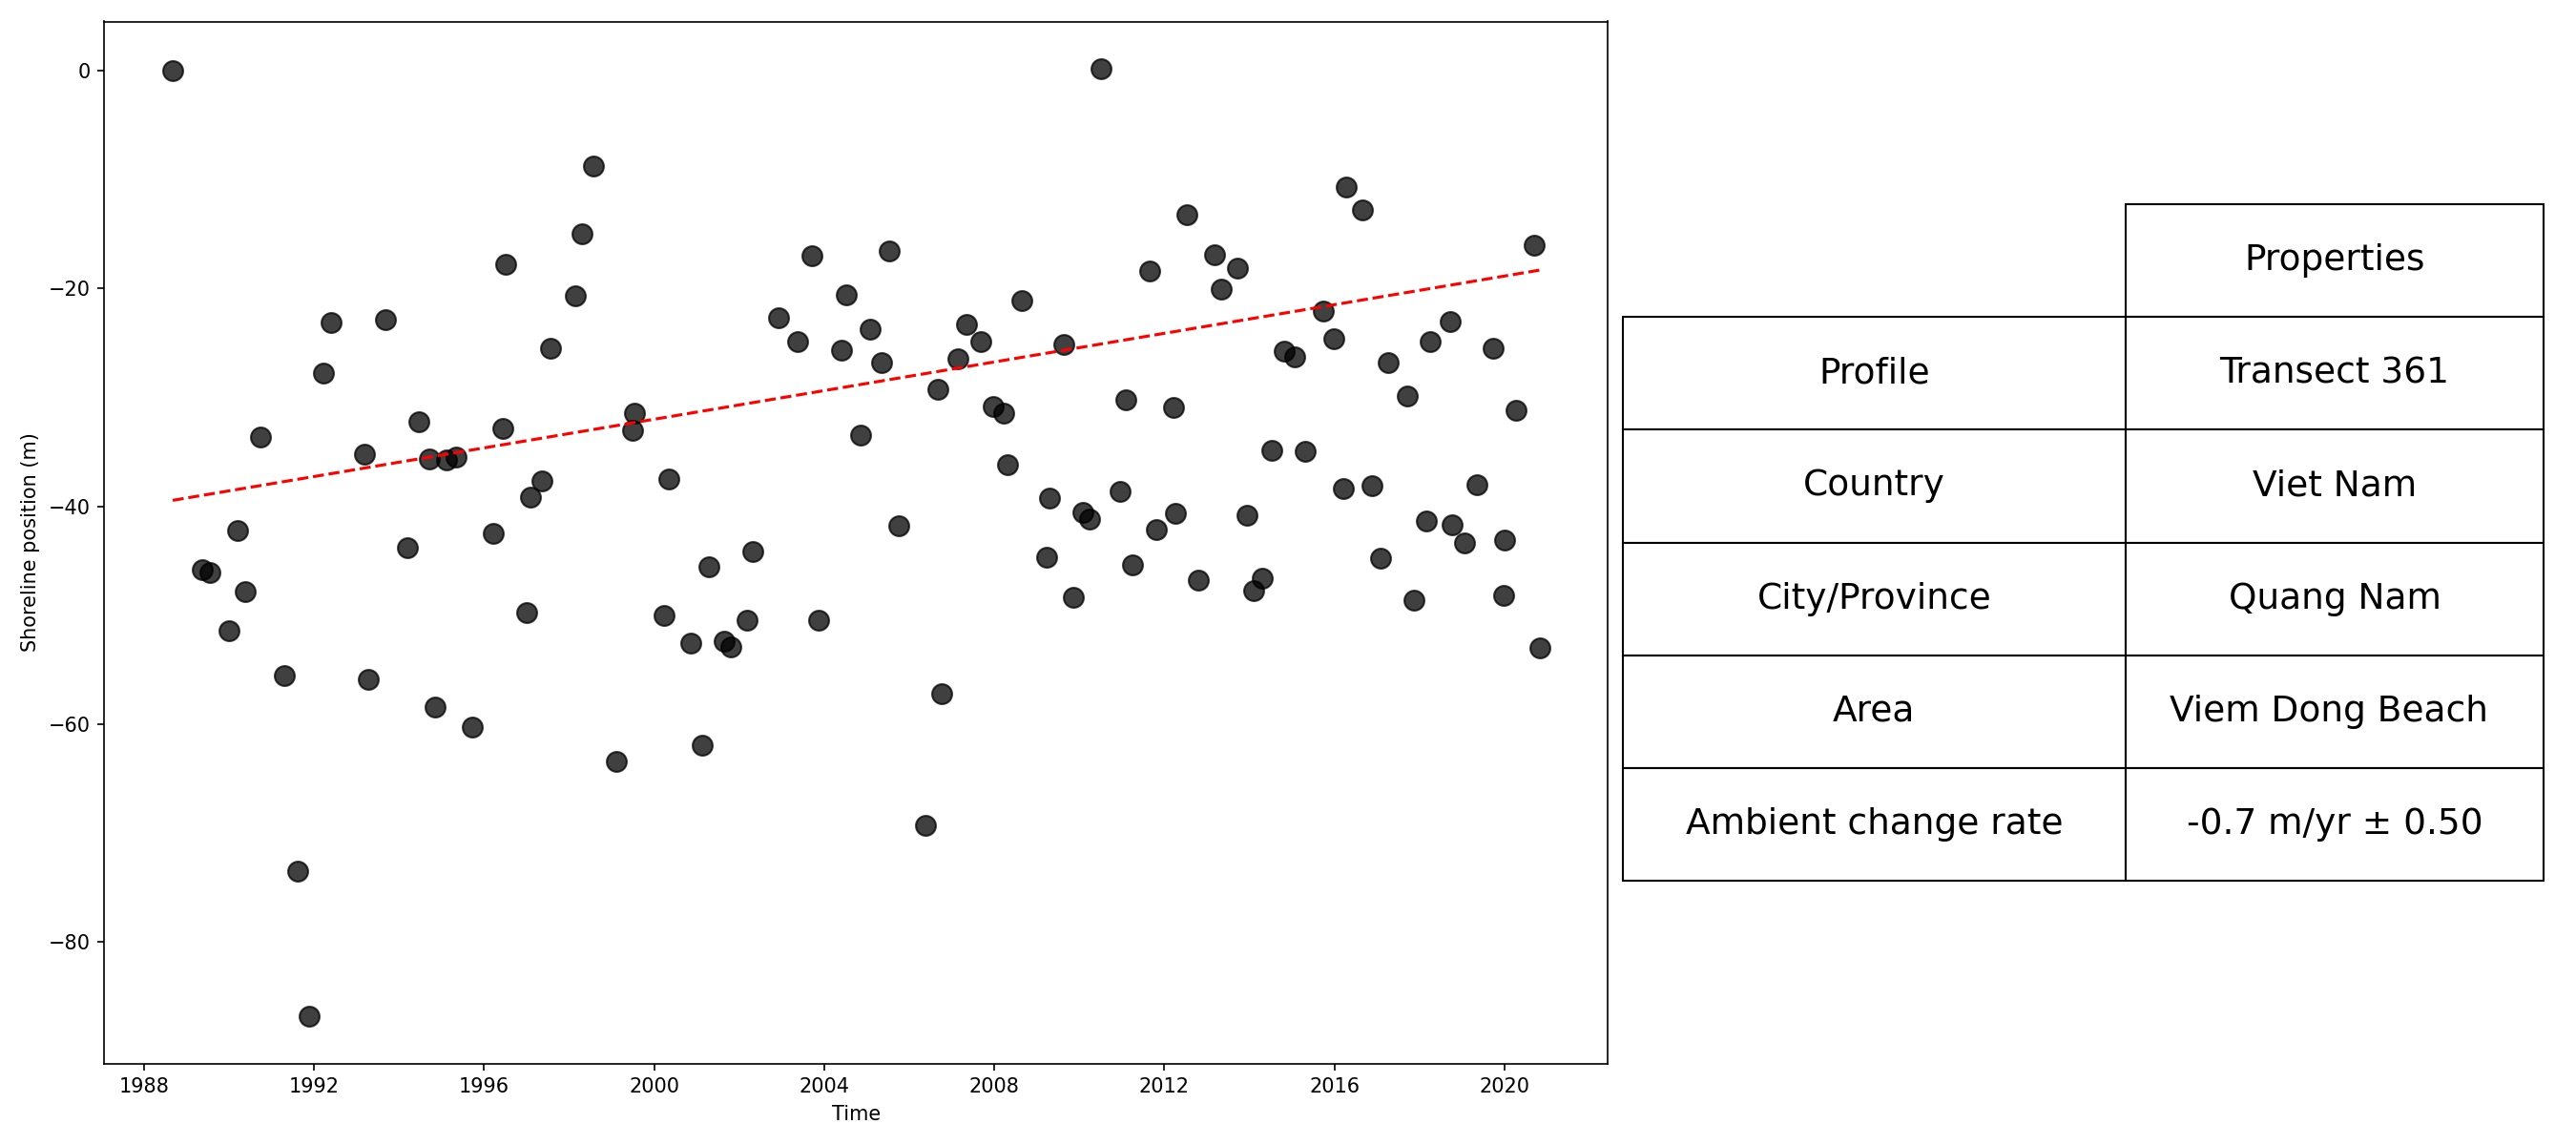 0
−20
−40
−60
−80
Shoreline position (m)
1988 1992 1996 2000 2004 2008 2012 2016 2020
Time
Properties
Profile Transect 361
Country Viet Nam
City/Province Quang Nam
Area Viem Dong Beach
Ambient change rate -0.7 m/yr ± 0.50